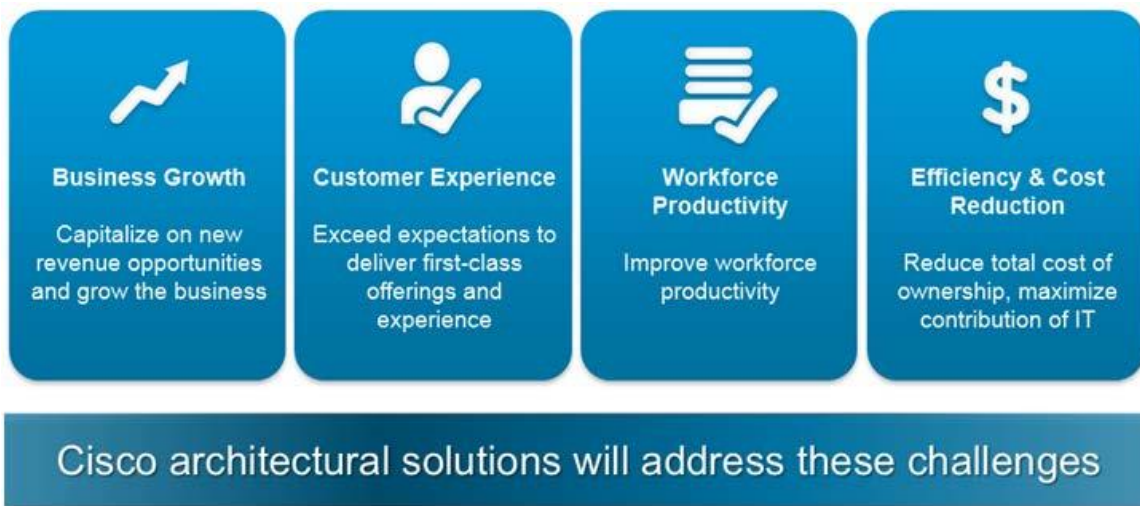 Business Growth
Capitalize on new
revenue opportunities
and grow the business
Customer Experience
Exceed expectations to
deliver first-class
offerings and
experience
Workforce
Productivity
Improve workforce
productivity
Efficiency & Cost
Reduction
Reduce total cost of
ownership, maximize
contribution of IT
Cisco architectural solutions will address these challenges